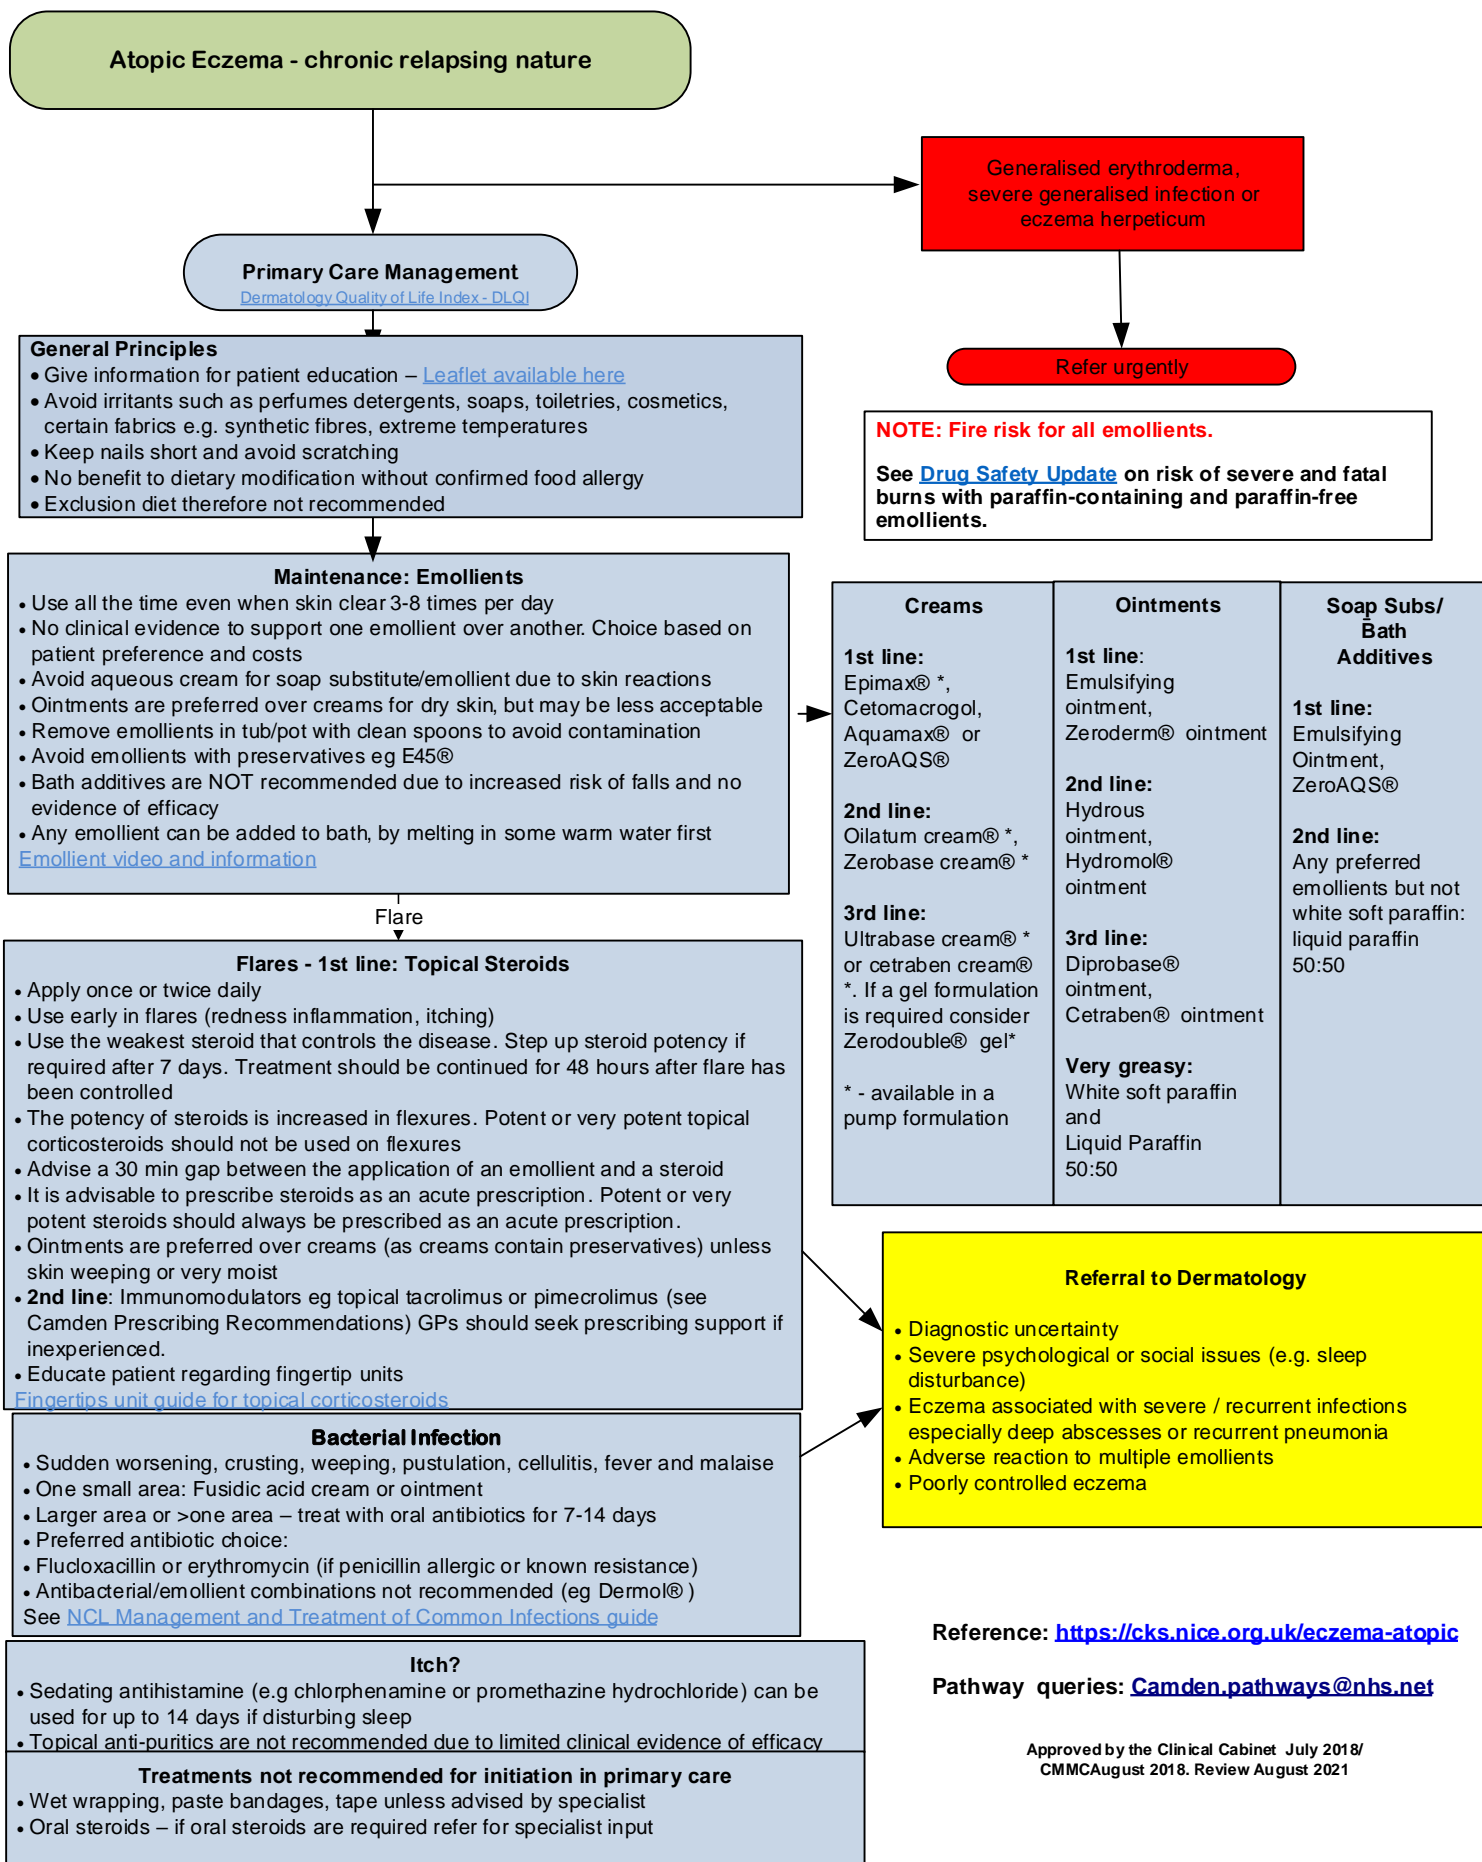 Atopic Eczema - chronic relapsing nature
Generalised erythroderma,
severe generalised infection or
eczema herpeticum
Refer urgently
Primary Care Management
Dermatology Quality of Life Index - DLQI
General Principles
• Give information for patient education – Leaflet available here
• Avoid irritants such as perfumes detergents, soaps, toiletries, cosmetics,
certain fabrics e.g. synthetic fibres, extreme temperatures
• Keep nails short and avoid scratching
• No benefit to dietary modification without confirmed food allergy
• Exclusion diet therefore not recommended
NOTE: Fire risk for all emollients.
See Drug Safety Update on risk of severe and fatal
burns with paraffin-containing and paraffin-free
emollients.
Maintenance: Emollients
• Use all the time even when skin clear 3-8 times per day
• No clinical evidence to support one emollient over another. Choice based on
patient preference and costs
• Avoid aqueous cream for soap substitute/emollient due to skin reactions
• Ointments are preferred over creams for dry skin, but may be less acceptable
• Remove emollients in tub/pot with clean spoons to avoid contamination
• Avoid emollients with preservatives eg E45®
• Bath additives are NOT recommended due to increased risk of falls and no
evidence of efficacy
• Any emollient can be added to bath, by melting in some warm water first
Emollient video and information
Creams
1st line:
Epimax® *,
Cetomacrogol,
Aquamax® or
ZeroAQS®
2nd line:
Oilatum cream® *,
Zerobase cream® *
3rd line:
Ultrabase cream® *
or cetraben cream®
*. If a gel formulation
is required consider
Zerodouble® gel*
* - available in a
pump formulation
Ointments
1st line:
Emulsifying
ointment,
Zeroderm® ointment
2nd line:
Hydrous
ointment,
Hydromol®
ointment
3rd line:
Diprobase®
ointment,
Cetraben® ointment
Very greasy:
White soft paraffin
and
Liquid Paraffin
50:50
Soap Subs/
Bath
Additives
1st line:
Emulsifying
Ointment,
ZeroAQS®
2nd line:
Any preferred
emollients but not
white soft paraffin:
liquid paraffin
50:50
Flare
Flares - 1st line: Topical Steroids
• Apply once or twice daily
• Use early in flares (redness inflammation, itching)
• Use the weakest steroid that controls the disease. Step up steroid potency if
required after 7 days. Treatment should be continued for 48 hours after flare has
been controlled
• The potency of steroids is increased in flexures. Potent or very potent topical
corticosteroids should not be used on flexures
• Advise a 30 min gap between the application of an emollient and a steroid
• It is advisable to prescribe steroids as an acute prescription. Potent or very
potent steroids should always be prescribed as an acute prescription.
• Ointments are preferred over creams (as creams contain preservatives) unless
skin weeping or very moist
• 2nd line: Immunomodulators eg topical tacrolimus or pimecrolimus (see
Camden Prescribing Recommendations) GPs should seek prescribing support if
inexperienced.
• Educate patient regarding fingertip units
Fingertips unit guide for topical corticosteroids
Referral to Dermatology
• Diagnostic uncertainty
• Severe psychological or social issues (e.g. sleep
disturbance)
• Eczema associated with severe / recurrent infections
especially deep abscesses or recurrent pneumonia
• Adverse reaction to multiple emollients
• Poorly controlled eczema
Bacterial Infection
• Sudden worsening, crusting, weeping, pustulation, cellulitis, fever and malaise
• One small area: Fusidic acid cream or ointment
• Larger area or >one area – treat with oral antibiotics for 7-14 days
• Preferred antibiotic choice:
• Flucloxacillin or erythromycin (if penicillin allergic or known resistance)
• Antibacterial/emollient combinations not recommended (eg Dermol® )
See NCL Management and Treatment of Common Infections guide
Itch?
• Sedating antihistamine (e.g chlorphenamine or promethazine hydrochloride) can be
used for up to 14 days if disturbing sleep
• Topical anti-puritics are not recommended due to limited clinical evidence of efficacy
Treatments not recommended for initiation in primary care
• Wet wrapping, paste bandages, tape unless advised by specialist
• Oral steroids – if oral steroids are required refer for specialist input
Reference: https://cks.nice.org.uk/eczema-atopic
Pathway queries: Camden.pathways@nhs.net
Approved by the Clinical Cabinet July 2018/
CMMCAugust 2018. Review August 2021